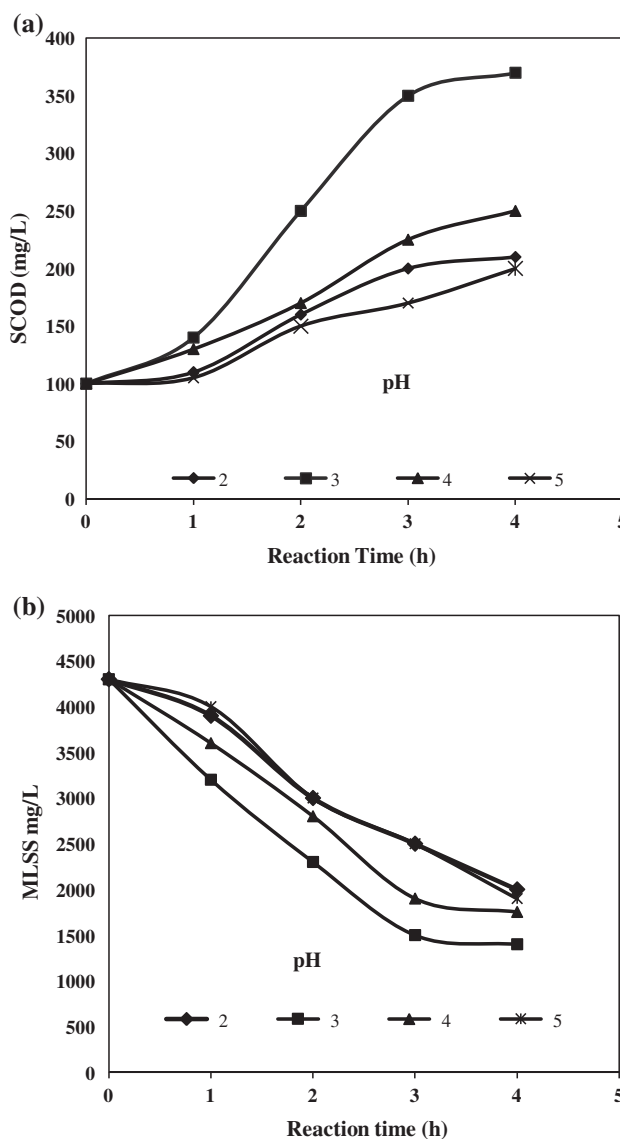 (a)
400
350
300
250
200
150
100
50
0
SCOD (mg/L)
pH
2 3 4 5
0 1 2 3 4 5
Reaction Time (h)
(b)
5000
4500
4000
3500
3000
2500
2000
1500
1000
500
0
MLSS mg/L
pH
2 3 4 5
0 1 2 3 4 5
Reaction time (h)